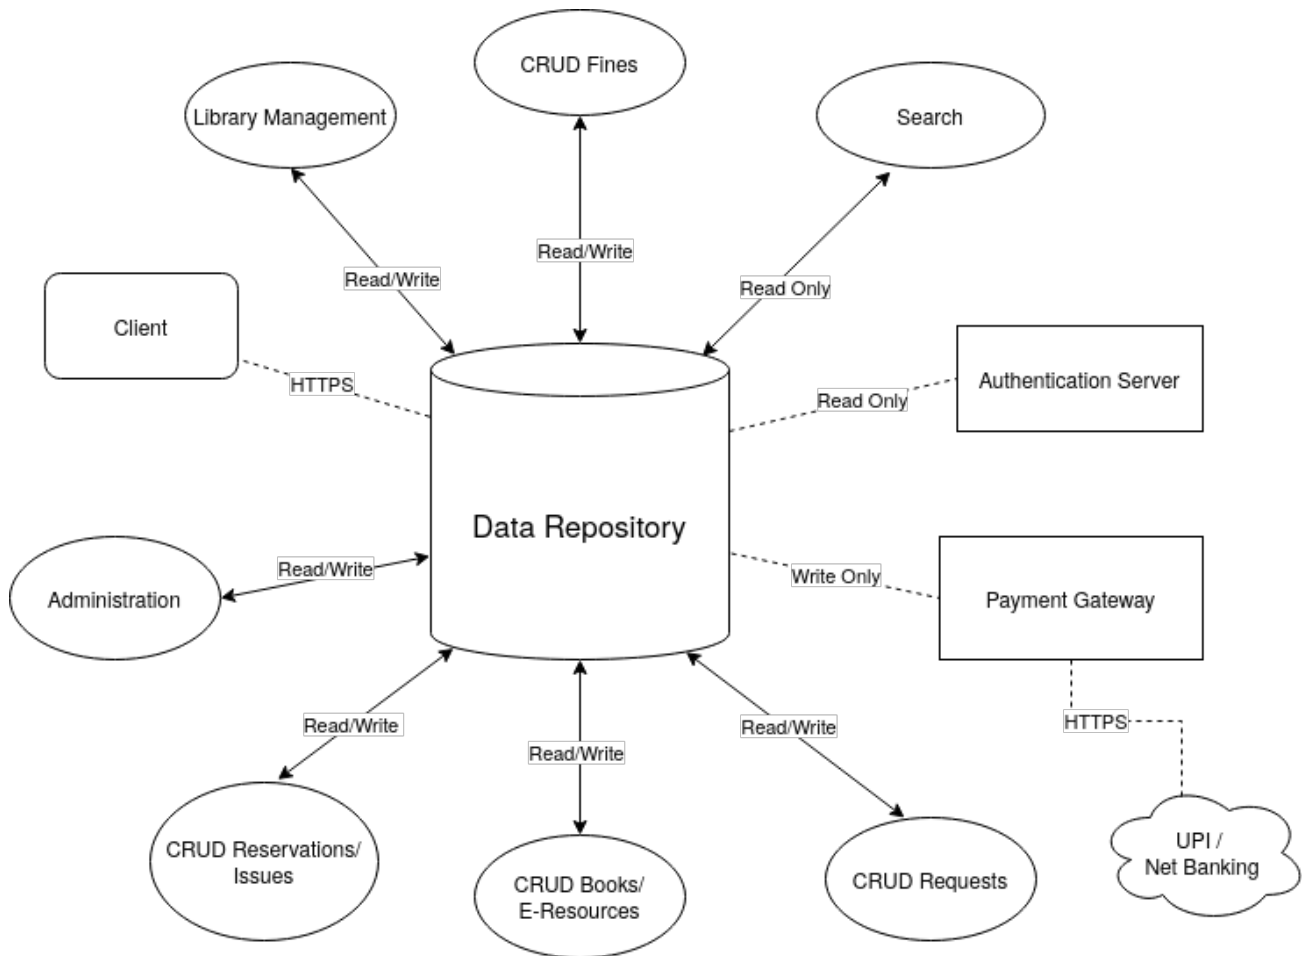 CRUD Fines
Library Management
Search
Read/Write
Read/Write
Read Only
Client
HTTPS
Authentication Server
Read Only
Data Repository
Read/Write
Administration
Write Only
Payment Gateway
Read/Write
Read/Write
Read/Write
HTTPS
CRUD Reservations/
Issues
CRUD Books/
E-Resources
CRUD Requests
UPI /
Net Banking